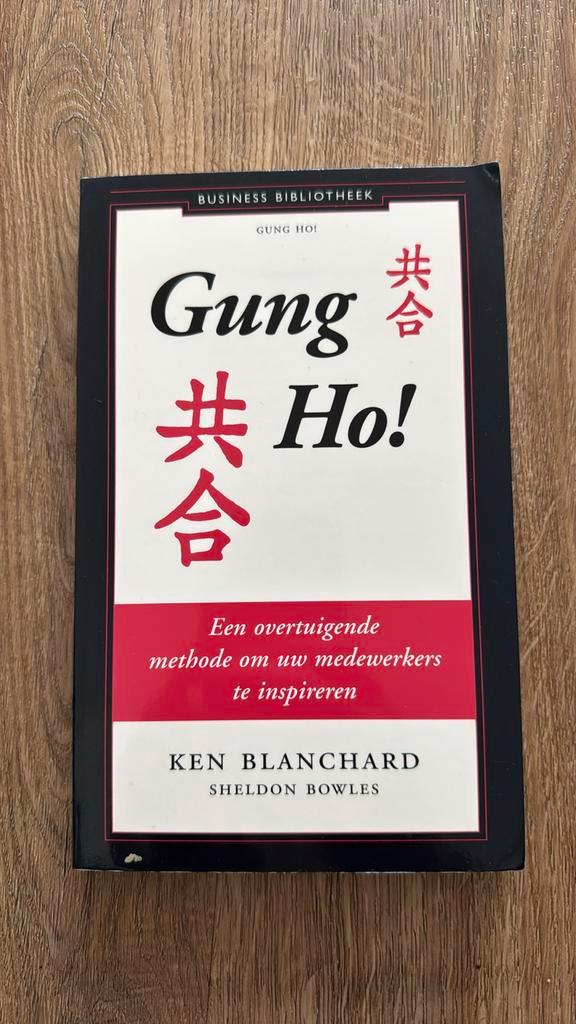 BUSINESS BIBLIOTHEEK
GUNG HO!
Gung
共
合
Ho!
共
合
Een overtuigende
methode om uw medewerkers
te inspireren
KEN BLANCHARD
SHELDON BOWLES